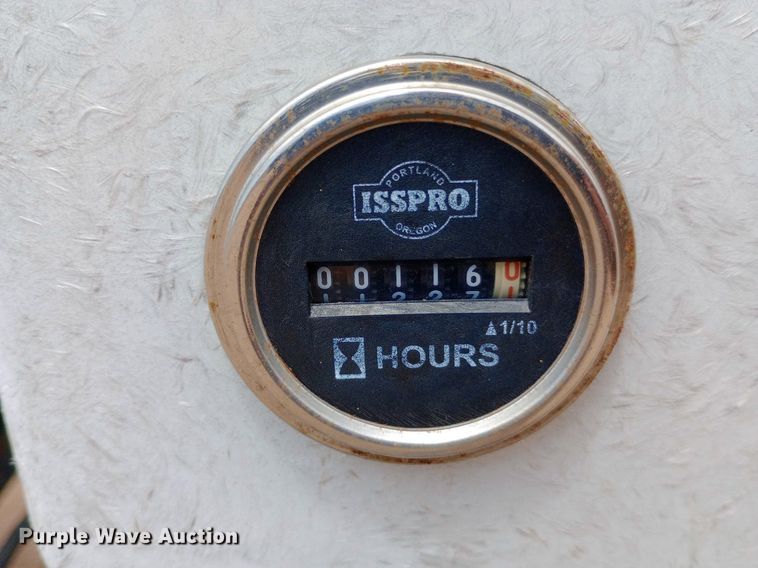 PORTLAND
ISSPRO
OREGON
001160
1/10
HOURS
Purple Wave Auction